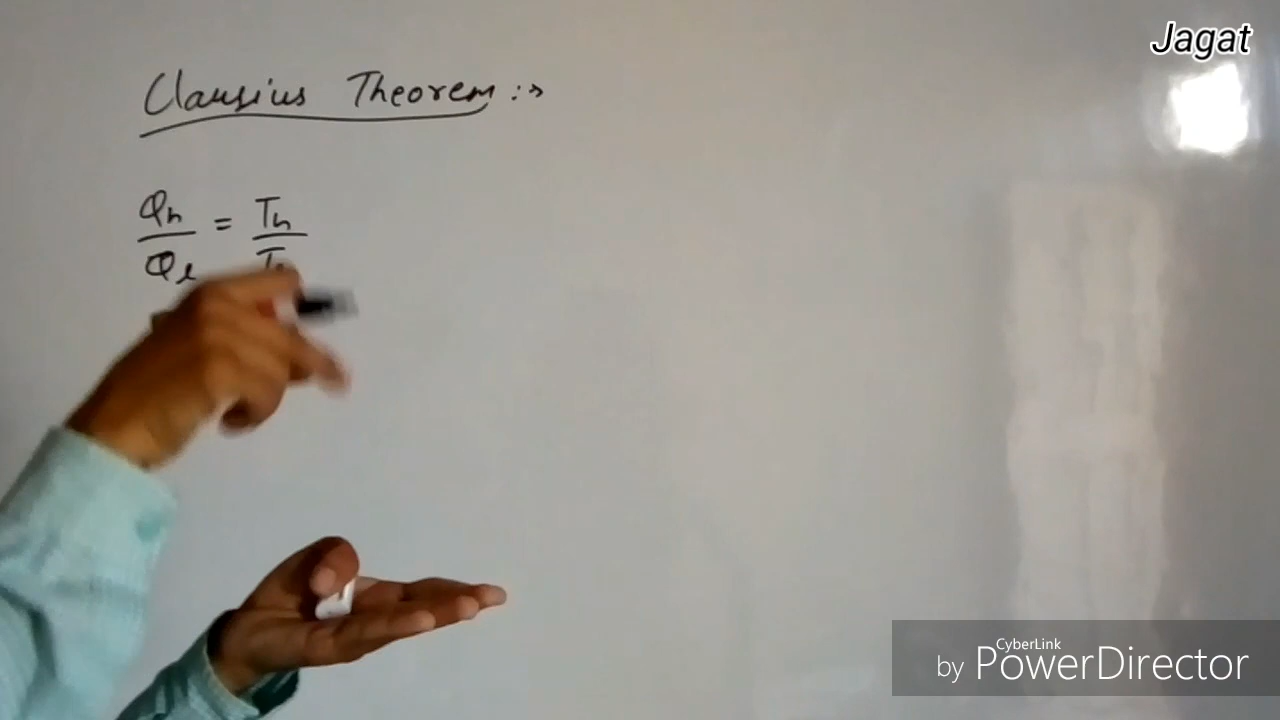 Jagat
Clausius Theorem :→
Qh/Ql = Th/
CyberLink
by PowerDirector